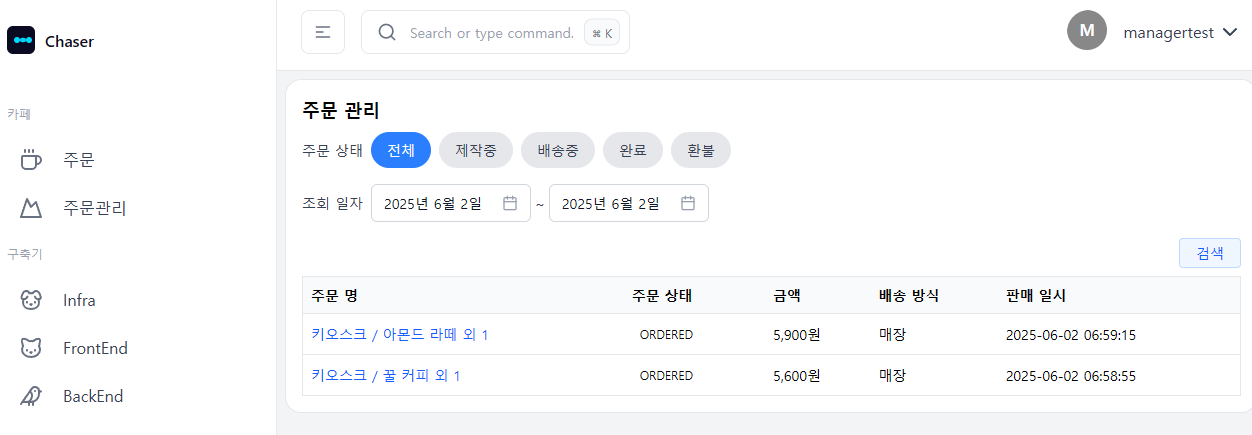 Chaser
카페
주문
주문관리
구축기
Infra
FrontEnd
BackEnd
Search or type command. ⌘ K
M managertest
주문 관리
주문 상태 전체 제작중 배송중 완료 환불
조회 일자 2025년 6월 2일 ~ 2025년 6월 2일
검색
주문 명 주문 상태 금액 배송 방식 판매 일시
키오스크 / 아몬드 라떼 외 1 ORDERED 5,900원 매장 2025-06-02 06:59:15
키오스크 / 꿀 커피 외 1 ORDERED 5,600원 매장 2025-06-02 06:58:55